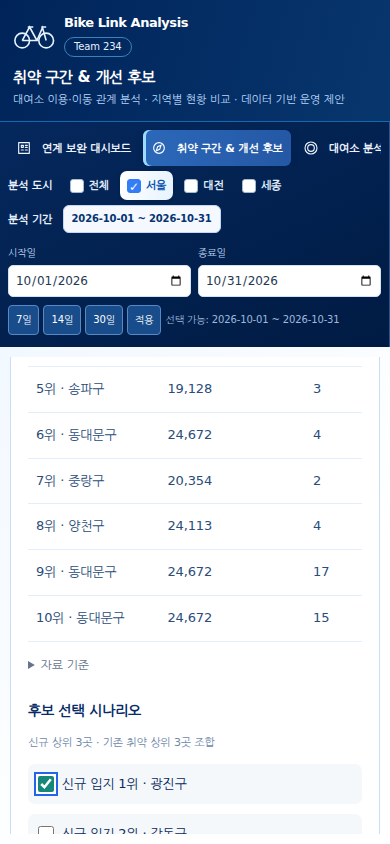 Bike Link Analysis
Team 234
취약 구간 & 개선 후보
대여소 이용·이동 관계 분석 · 지역별 현황 비교 · 데이터 기반 운영 제안
연계 보완 대시보드 취약 구간 & 개선 후보 대여소 분석
분석 도시 전체 서울 대전 세종
분석 기간 2026-10-01 ~ 2026-10-31
시작일 종료일
10/01/2026 10/31/2026
7일 14일 30일 적용 선택 가능: 2026-10-01 ~ 2026-10-31
5위 · 송파구 19,128 3
6위 · 동대문구 24,672 4
7위 · 중랑구 20,354 2
8위 · 양천구 24,113 4
9위 · 동대문구 24,672 17
10위 · 동대문구 24,672 15
자료 기준
후보 선택 시나리오
신규 상위 3곳 · 기존 취약 상위 3곳 조합
신규 입지 1위 · 광진구
신규 입지 2위 · 강동구